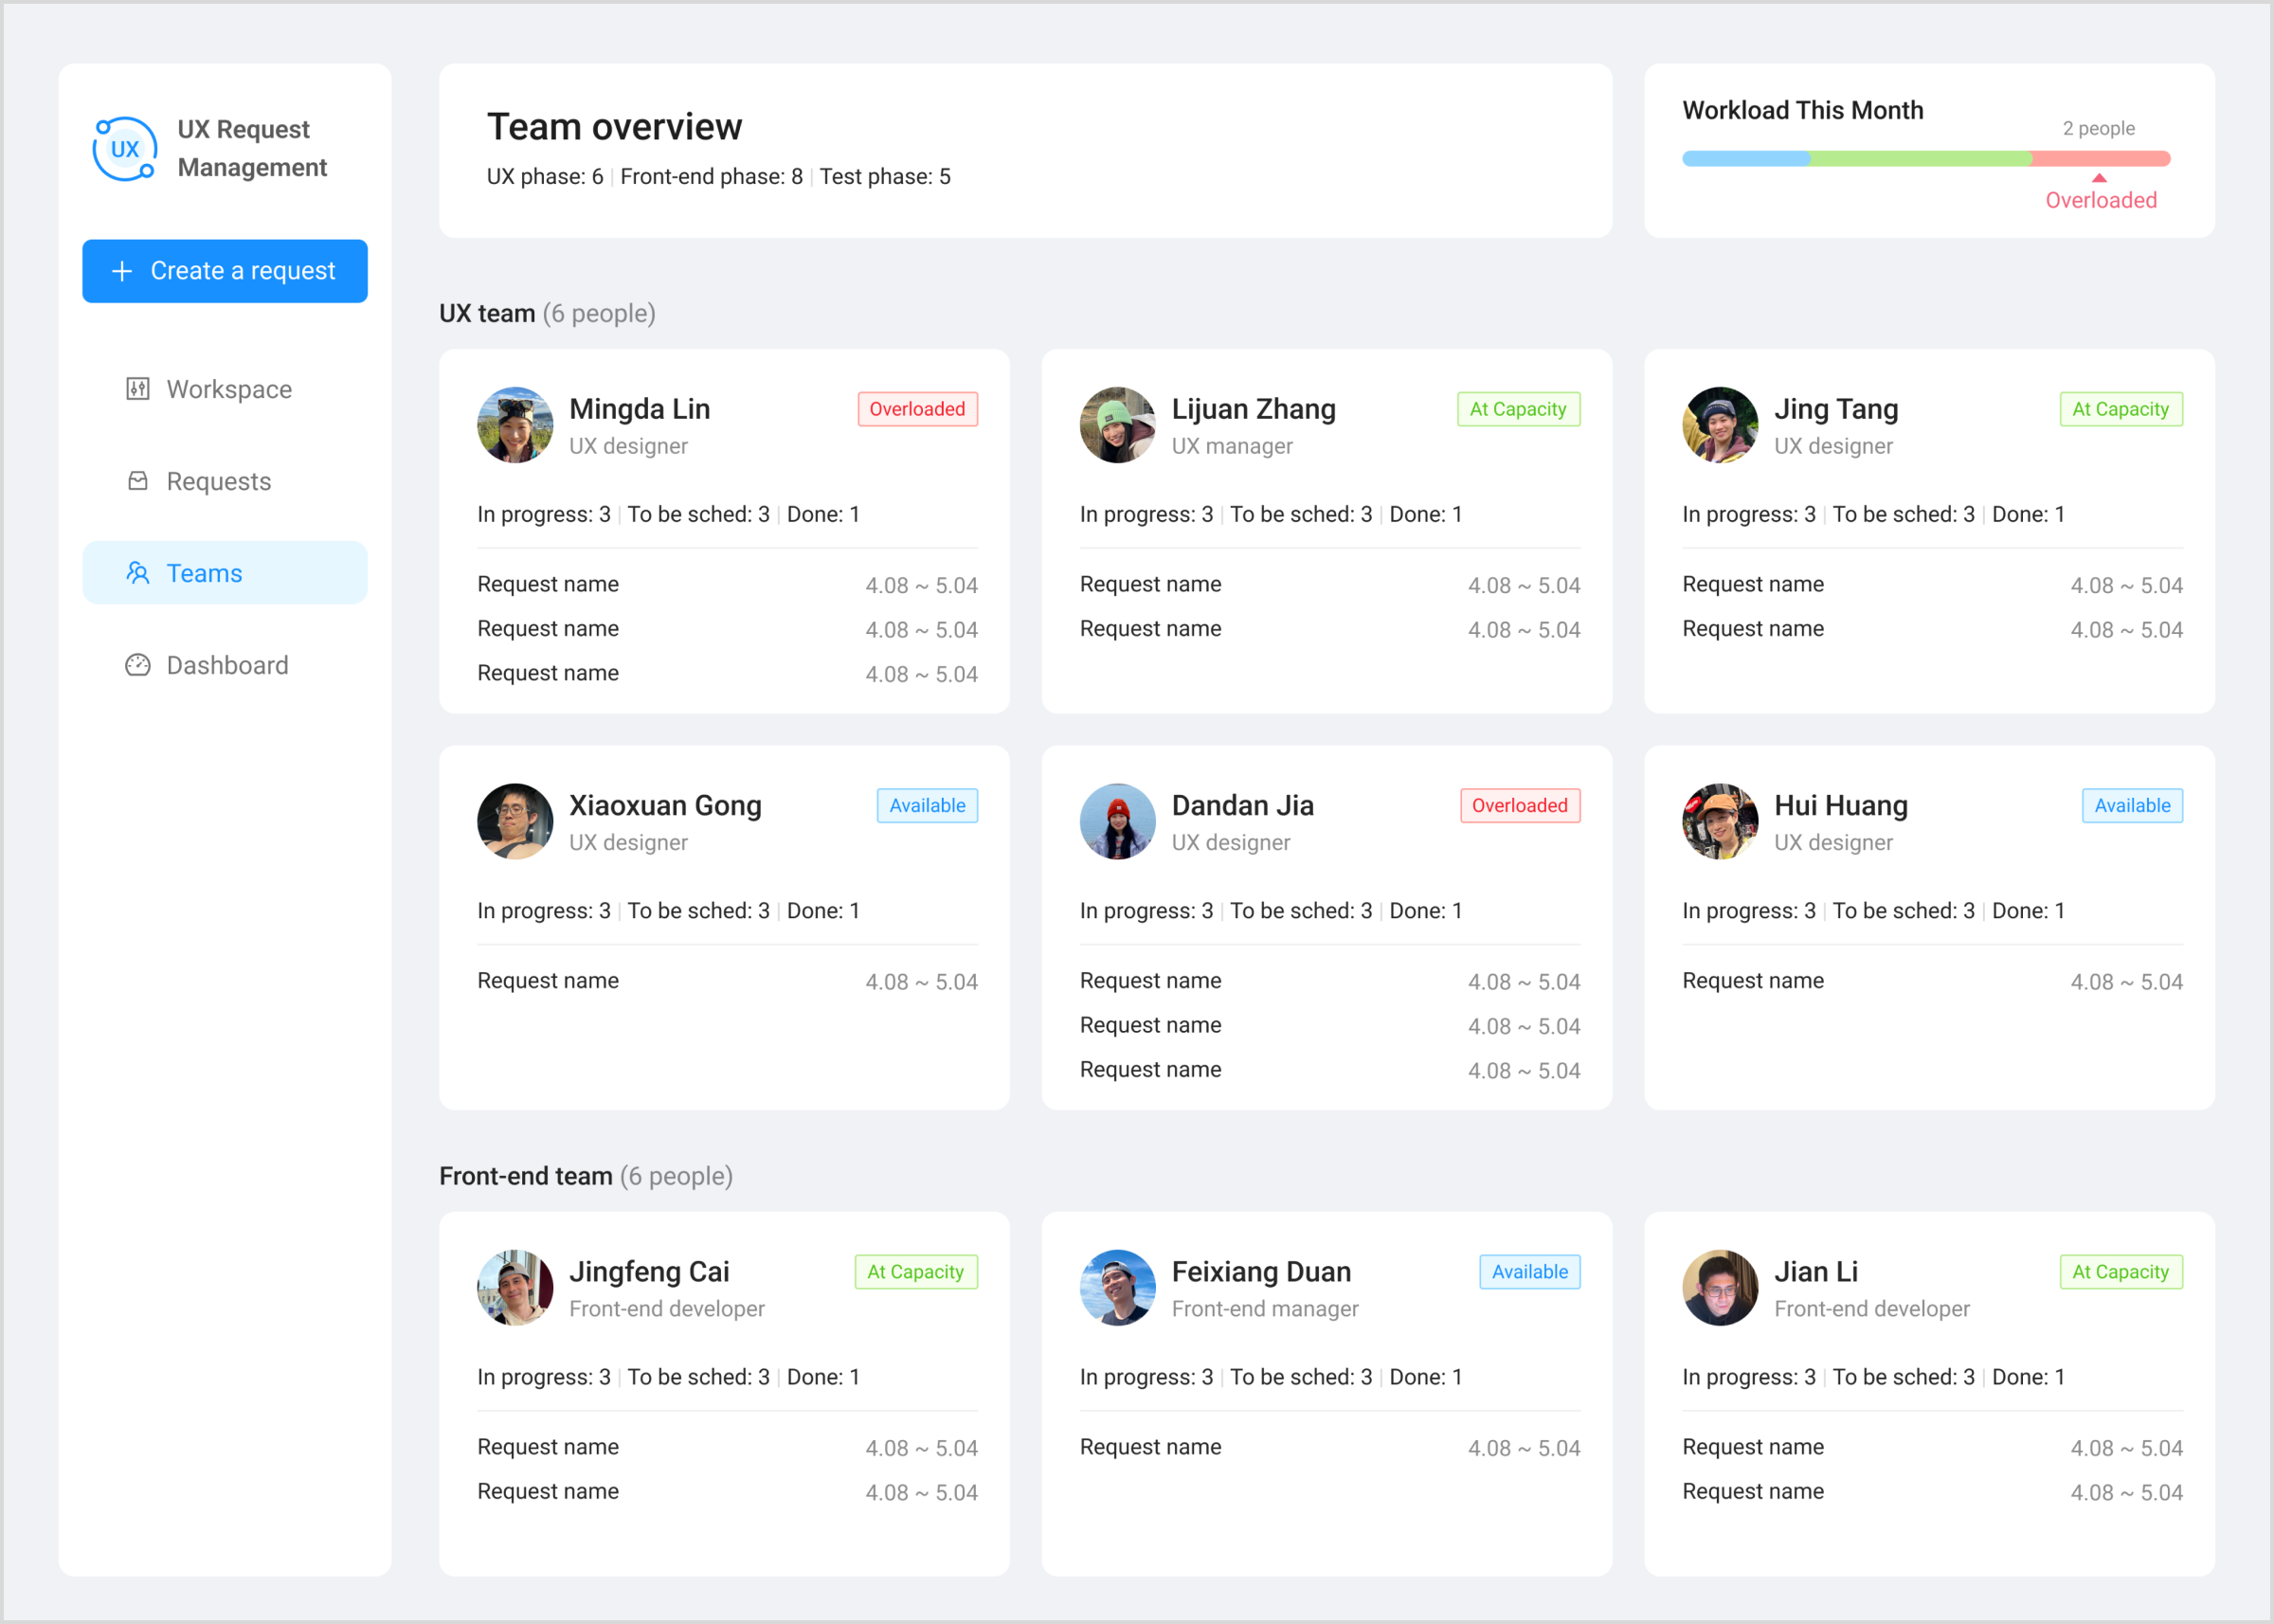 UX
UX Request
Management
Create a request
Workspace
Requests
Teams
Dashboard
Team overview
UX phase: 6 | Front-end phase: 8 | Test phase: 5
Workload This Month
2 people
Overloaded
UX team (6 people)
Mingda Lin
Overloaded
UX designer
In progress: 3 | To be sched: 3 | Done: 1
Request name 4.08 ~ 5.04
Request name 4.08 ~ 5.04
Request name 4.08 ~ 5.04
Lijuan Zhang
At Capacity
UX manager
In progress: 3 | To be sched: 3 | Done: 1
Request name 4.08 ~ 5.04
Request name 4.08 ~ 5.04
Jing Tang
At Capacity
UX designer
In progress: 3 | To be sched: 3 | Done: 1
Request name 4.08 ~ 5.04
Request name 4.08 ~ 5.04
Xiaoxuan Gong
Available
UX designer
In progress: 3 | To be sched: 3 | Done: 1
Request name 4.08 ~ 5.04
Dandan Jia
Overloaded
UX designer
In progress: 3 | To be sched: 3 | Done: 1
Request name 4.08 ~ 5.04
Request name 4.08 ~ 5.04
Request name 4.08 ~ 5.04
Hui Huang
Available
UX designer
In progress: 3 | To be sched: 3 | Done: 1
Request name 4.08 ~ 5.04
Front-end team (6 people)
Jingfeng Cai
At Capacity
Front-end developer
In progress: 3 | To be sched: 3 | Done: 1
Request name 4.08 ~ 5.04
Request name 4.08 ~ 5.04
Feixiang Duan
Available
Front-end manager
In progress: 3 | To be sched: 3 | Done: 1
Request name 4.08 ~ 5.04
Jian Li
At Capacity
Front-end developer
In progress: 3 | To be sched: 3 | Done: 1
Request name 4.08 ~ 5.04
Request name 4.08 ~ 5.04